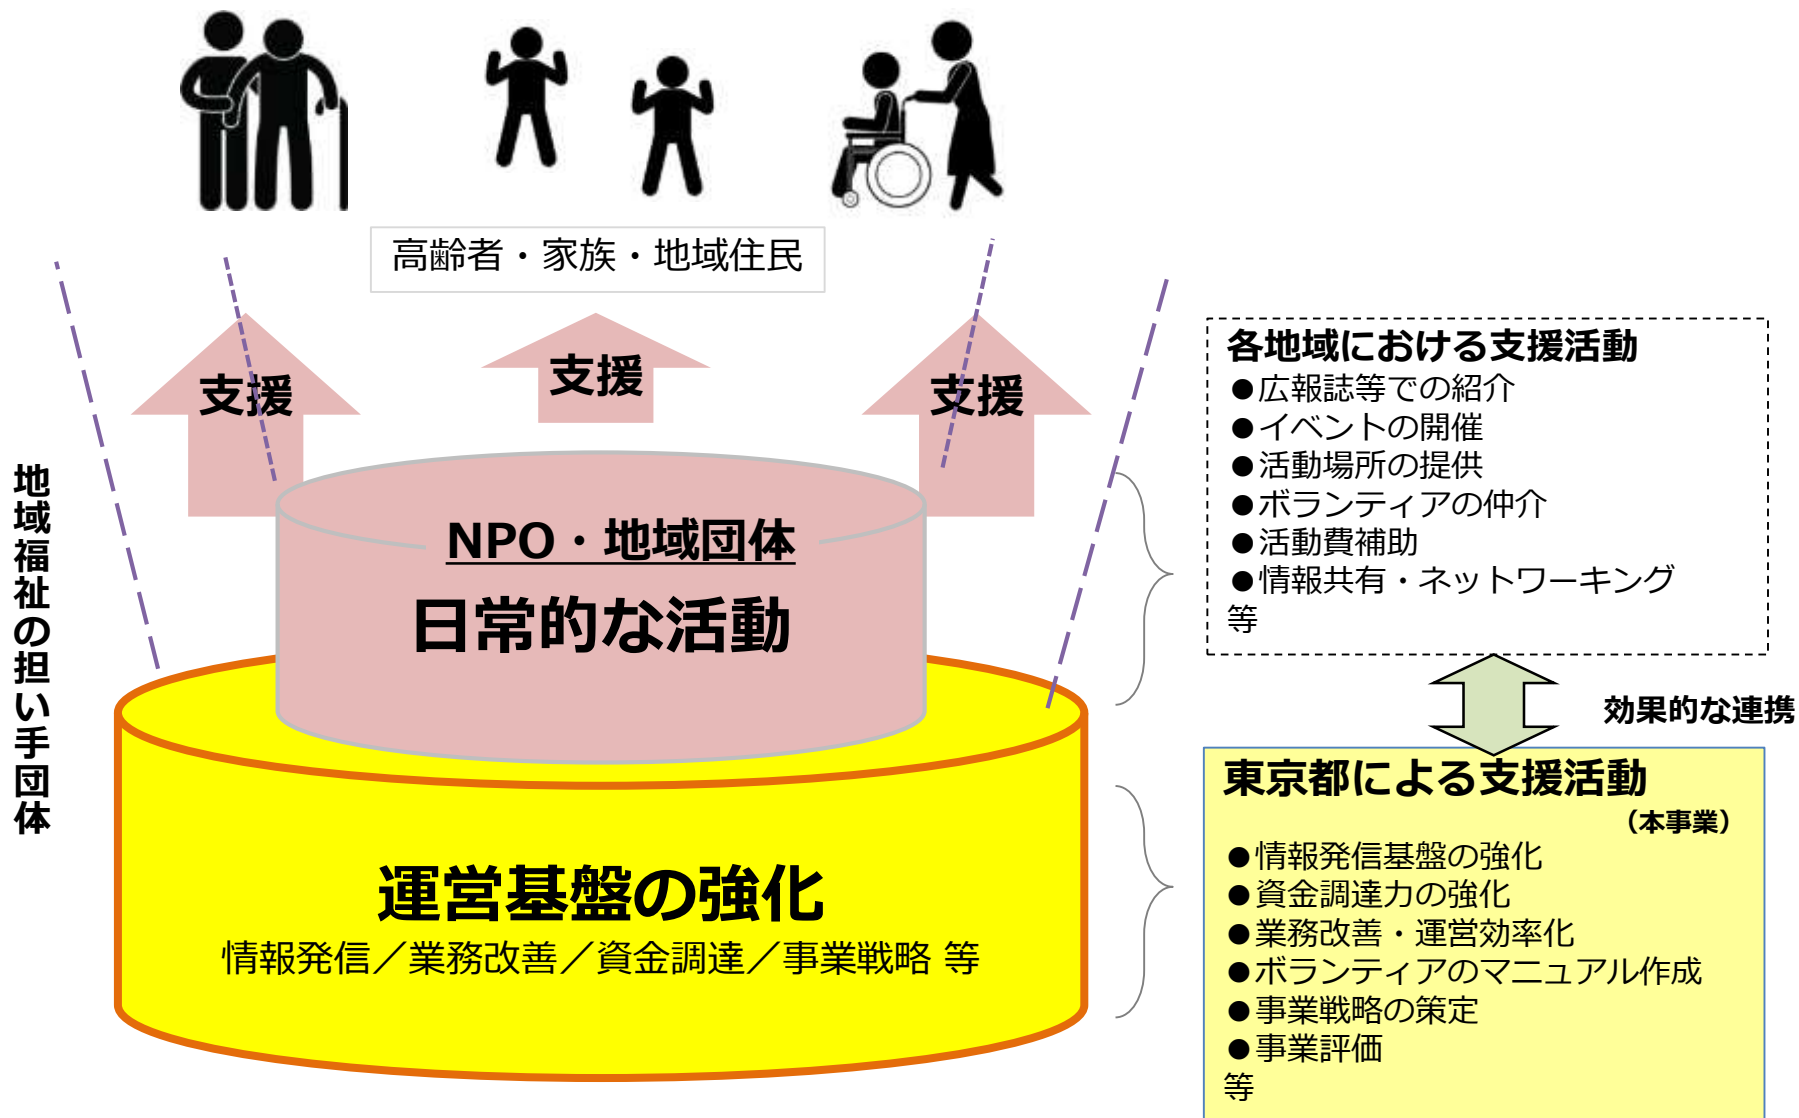 高齢者・家族・地域住民
支援
支援
支援
地域福祉の担い手団体
NPO・地域団体
日常的な活動
運営基盤の強化
情報発信／業務改善／資金調達／事業戦略 等
各地域における支援活動
●広報誌等での紹介
●イベントの開催
●活動場所の提供
●ボランティアの仲介
●活動費補助
●情報共有・ネットワーキング
等
効果的な連携
東京都による支援活動
（本事業）
●情報発信基盤の強化
●資金調達力の強化
●業務改善・運営効率化
●ボランティアのマニュアル作成
●事業戦略の策定
●事業評価
等